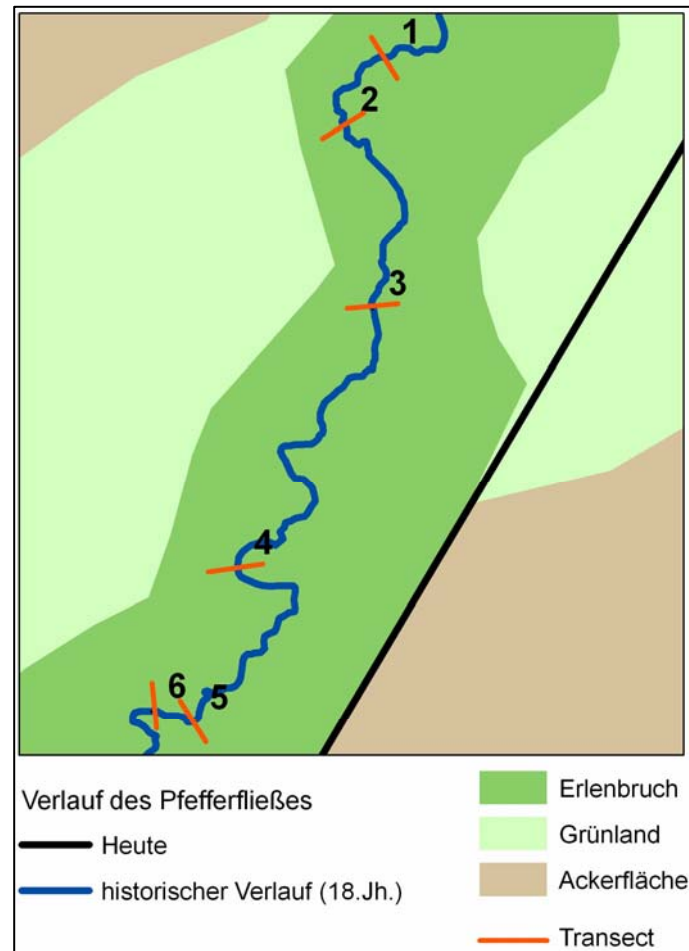 1
2
3
4
6
5
Verlauf des Pfefferfließes
Heute
historischer Verlauf (18.Jh.)
Erlenbruch
Grünland
Ackerfläche
Transect